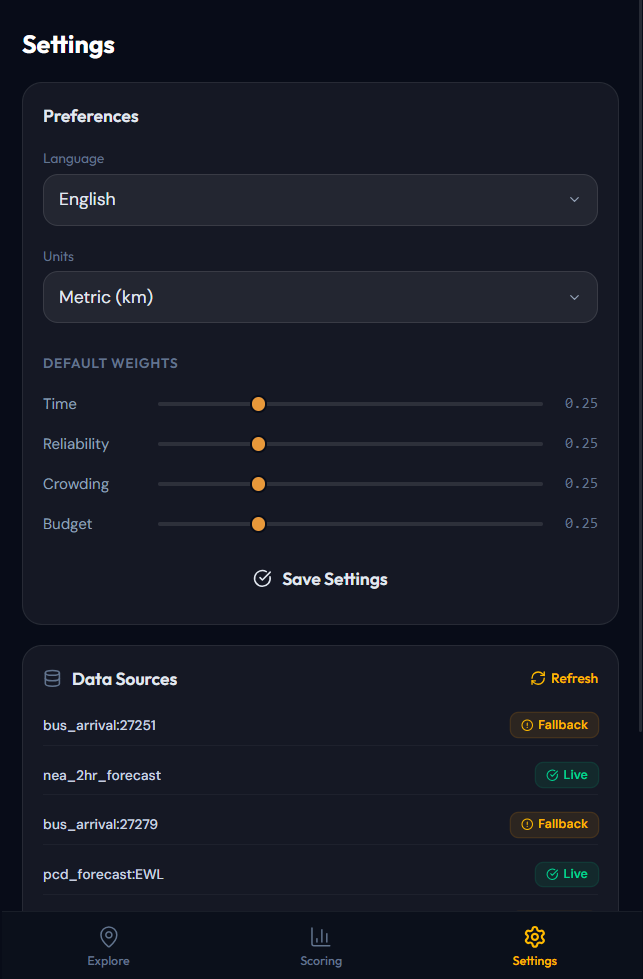 Settings
Preferences
Language
English
Units
Metric (km)
DEFAULT WEIGHTS
Time 0.25
Reliability 0.25
Crowding 0.25
Budget 0.25
Save Settings
Data Sources Refresh
bus_arrival:27251 Fallback
nea_2hr_forecast Live
bus_arrival:27279 Fallback
pcd_forecast:EWL Live
Explore Scoring Settings